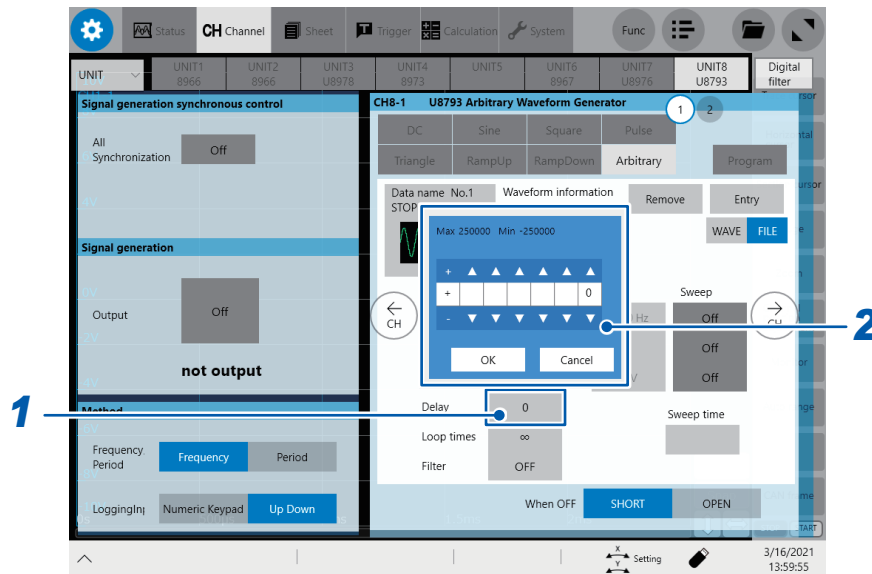 Status CH Channel Sheet Trigger Calculation System Func
UNIT UNIT1 UNIT2 UNIT3 UNIT4 UNIT5 UNIT6 UNIT7 UNIT8 Digital
8966 8966 U8978 8973 8967 U8976 U8793 filter
Signal generation synchronous control
CH8-1 U8793 Arbitrary Waveform Generator 1 2
All
Synchronization
Off
DC Sine Square Pulse
Triangle RampUp RampDown Arbitrary Program
Data name No.1 Waveform information Remove Entry
STOP
WAVE FILE
Max 250000 Min -250000
+ ▲ ▲ ▲ ▲ ▲ ▲
+ 0
- ▼ ▼ ▼ ▼ ▼ ▼
OK Cancel
2
Signal generation
Output Off
not output
← CH
→ CH
Hz
Sweep
Off
Off
V Off
1
Delay 0
Sweep time
Loop times ∞
Filter OFF
When OFF SHORT OPEN
Method
Frequency.
Period
Frequency Period
Numeric Keypad Up Down
START
X
Y
Setting
3/16/2021
13:59:55